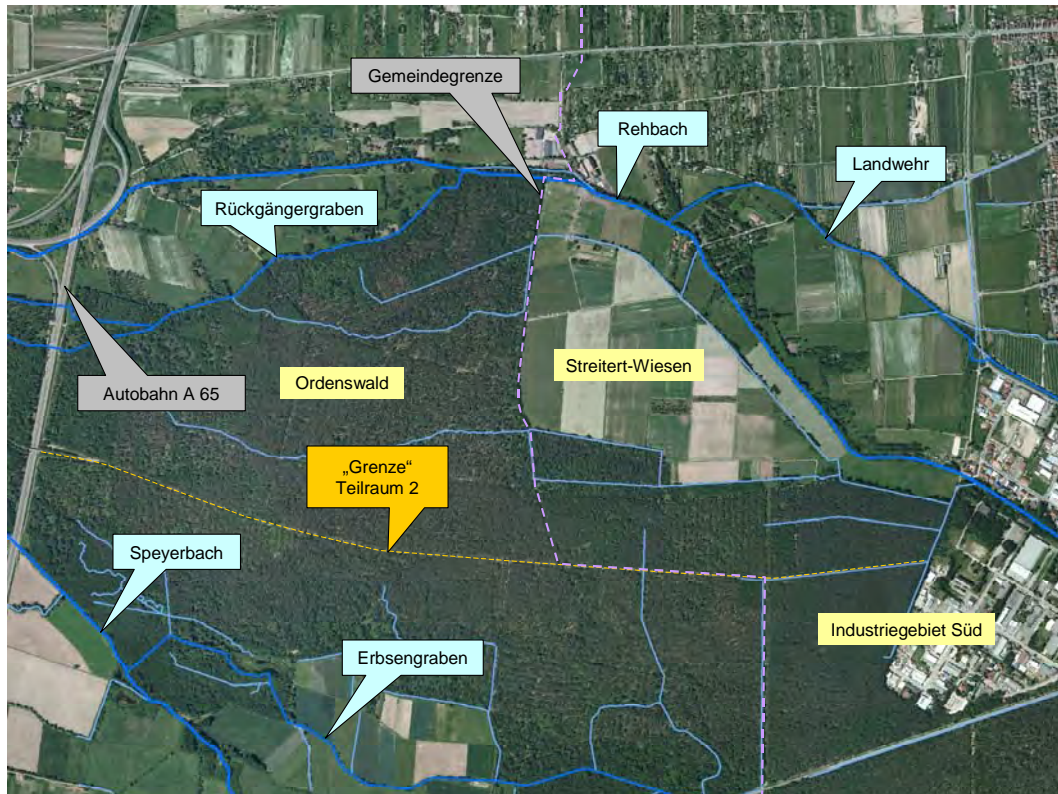 Gemeindegrenze
Rehbach
Landwehr
Rückgängergraben
Streitert-Wiesen
Ordenswald
Autobahn A 65
„Grenze“
Teilraum 2
Speyerbach
Industriegebiet Süd
Erbsengraben